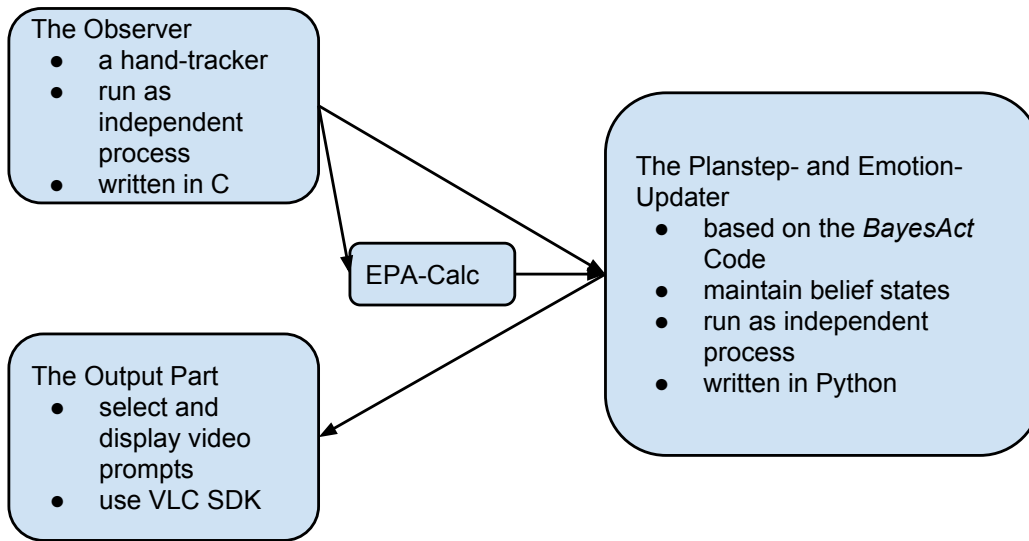 The Observer
● a hand-tracker
● run as
independent
process
● written in C
EPA-Calc
The Planstep- and Emotion-
Updater
● based on the BayesAct
Code
● maintain belief states
● run as independent
process
● written in Python
The Output Part
● select and
display video
prompts
● use VLC SDK